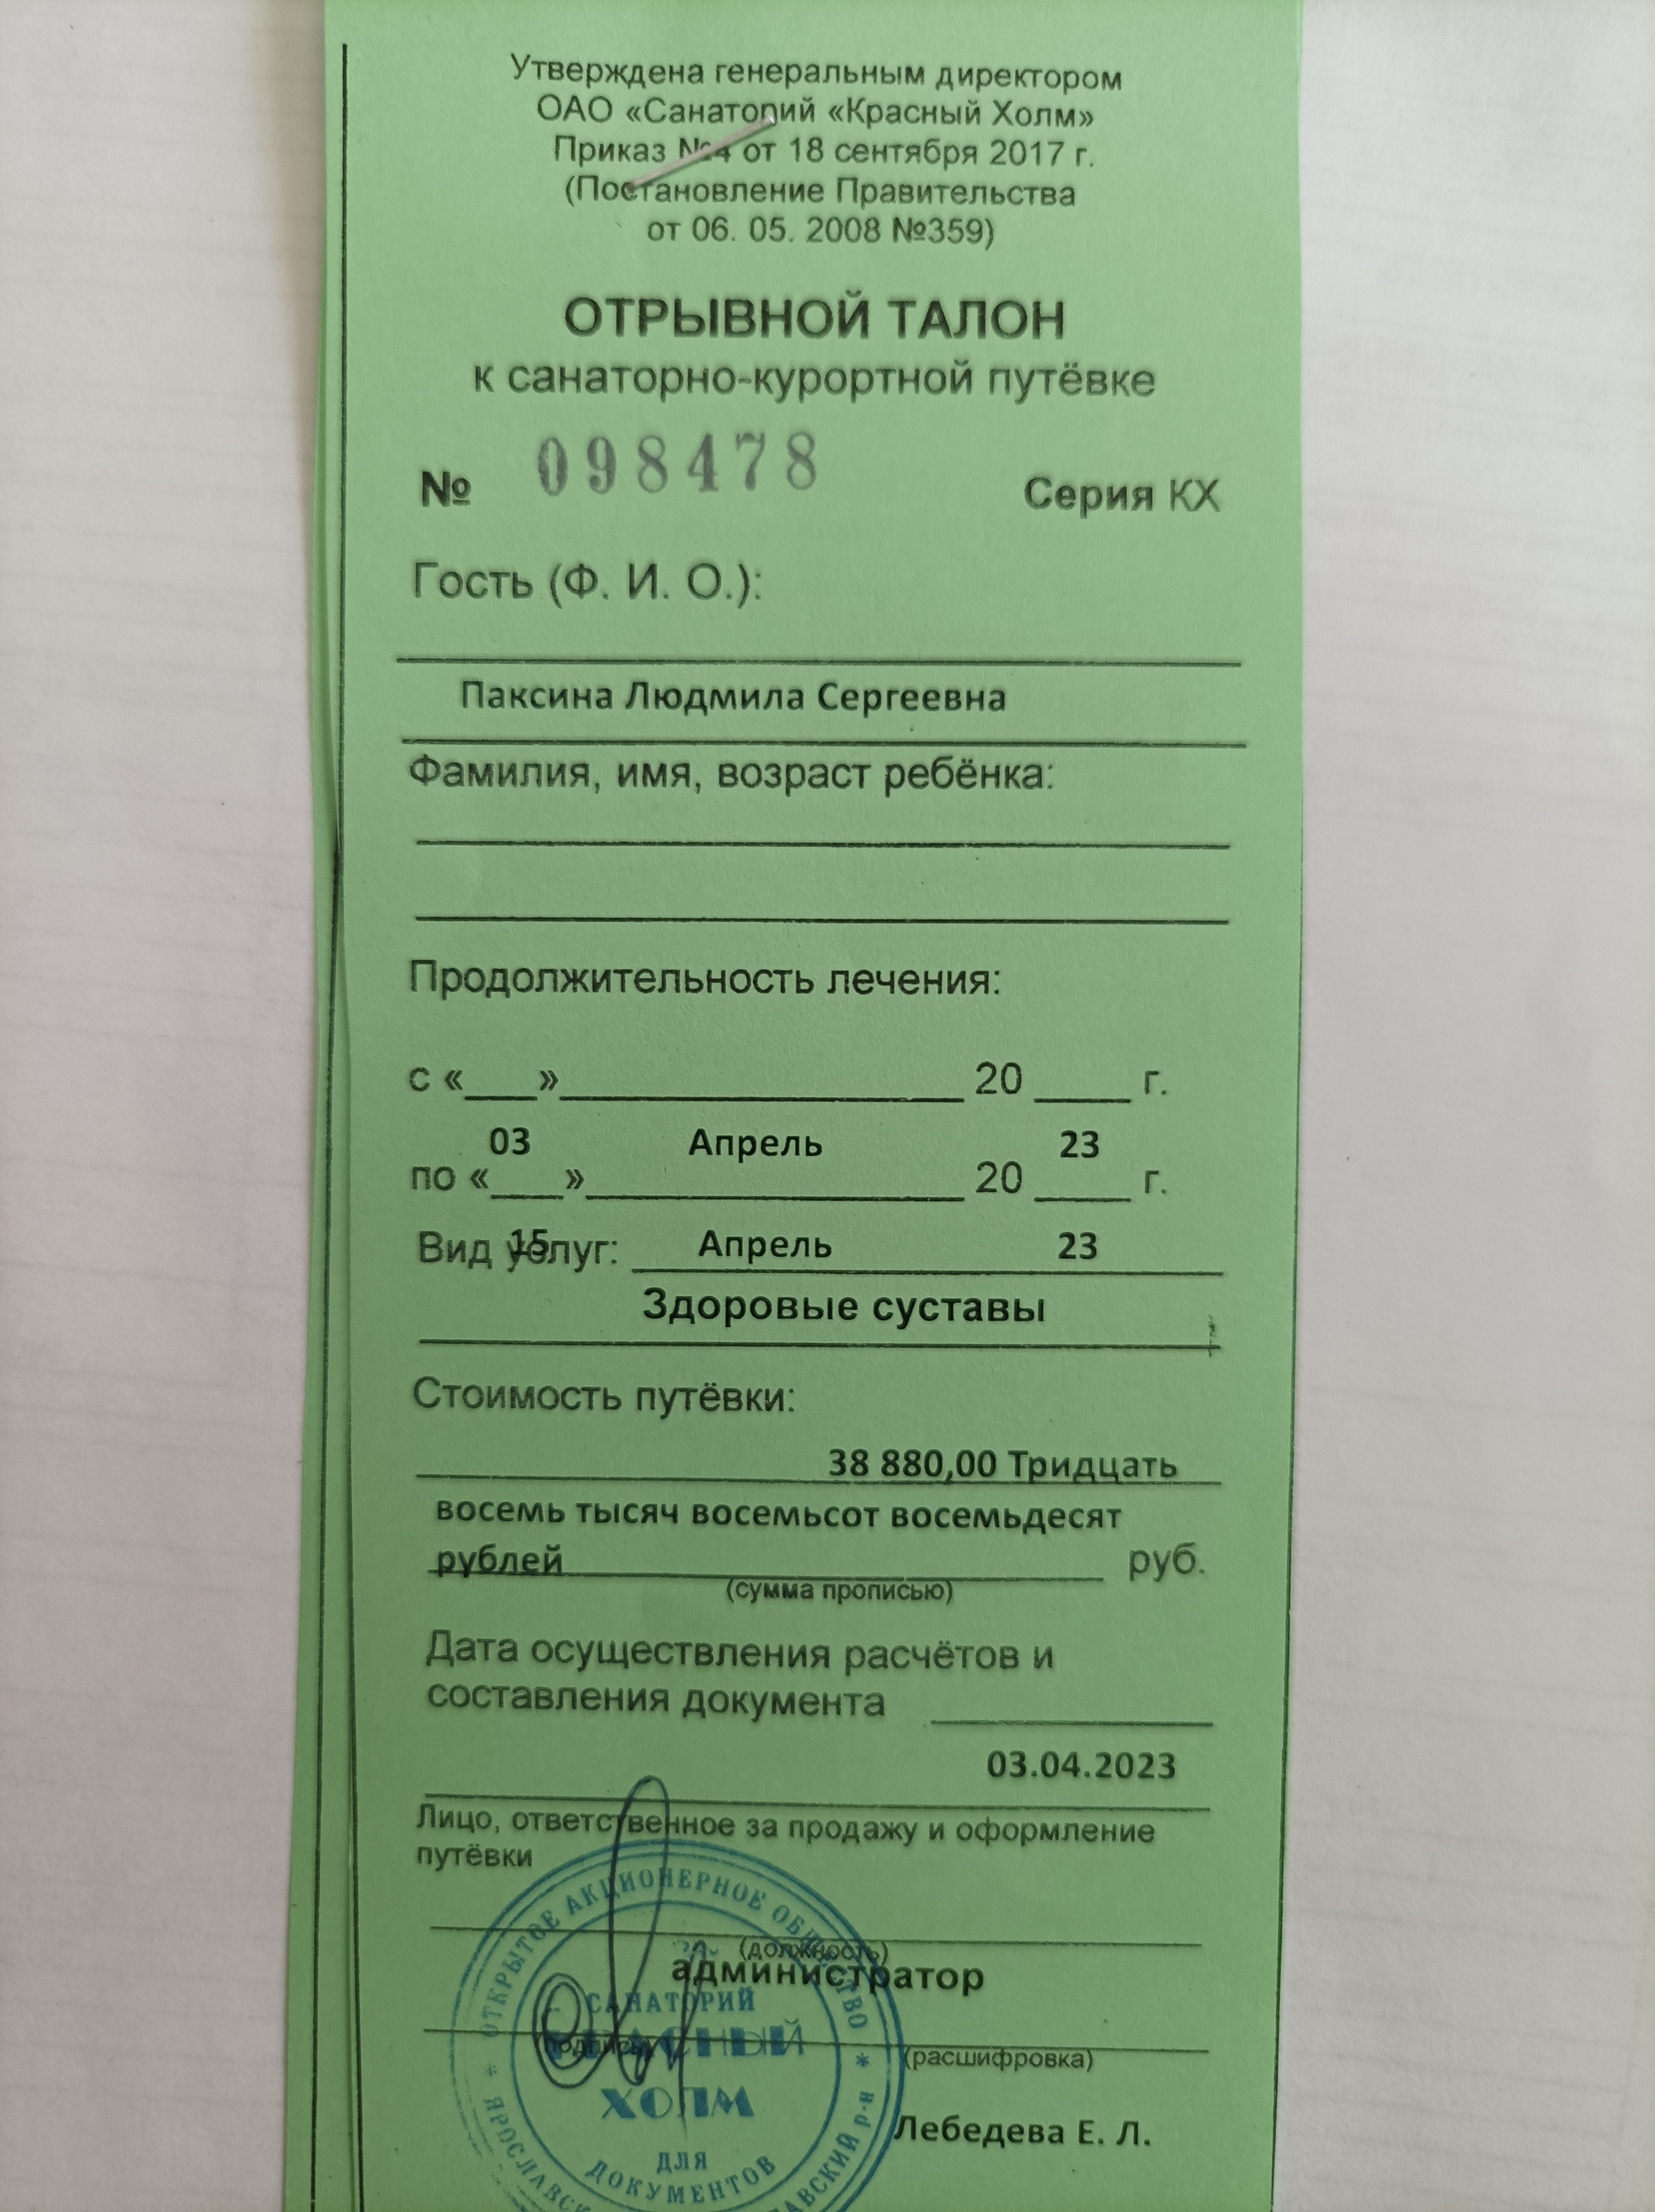 Утверждена генеральным директором
ОАО «Санаторий «Красный Холм»
Приказ №4 от 18 сентября 2017 г.
(Постановление Правительства
от 06. 05. 2008 №359)
ОТРЫВНОЙ ТАЛОН
к санаторно-курортной путёвке
№ 098478 Серия КХ
Гость (Ф. И. О.):
Паксина Людмила Сергеевна
Фамилия, имя, возраст ребёнка:
Продолжительность лечения:
с «___»______________ 20 ____ г.
03 Апрель 23
по «___»______________ 20 ____ г.
15 Апрель 23
Вид услуг:
Здоровые суставы
Стоимость путёвки:
38 880,00 Тридцать
восемь тысяч восемьсот восемьдесят
рублей руб.
(сумма прописью)
Дата осуществления расчётов и
составления документа
03.04.2023
Лицо, ответственное за продажу и оформление
путёвки
(должность)
администратор
подпись (расшифровка)
Лебедева Е. Л.
ОТКРЫТОЕ АКЦИОНЕРНОЕ ОБЩЕСТВО
САНАТОРИЙ
КРАСНЫЙ
ХОЛМ
ДЛЯ
ДОКУМЕНТОВ